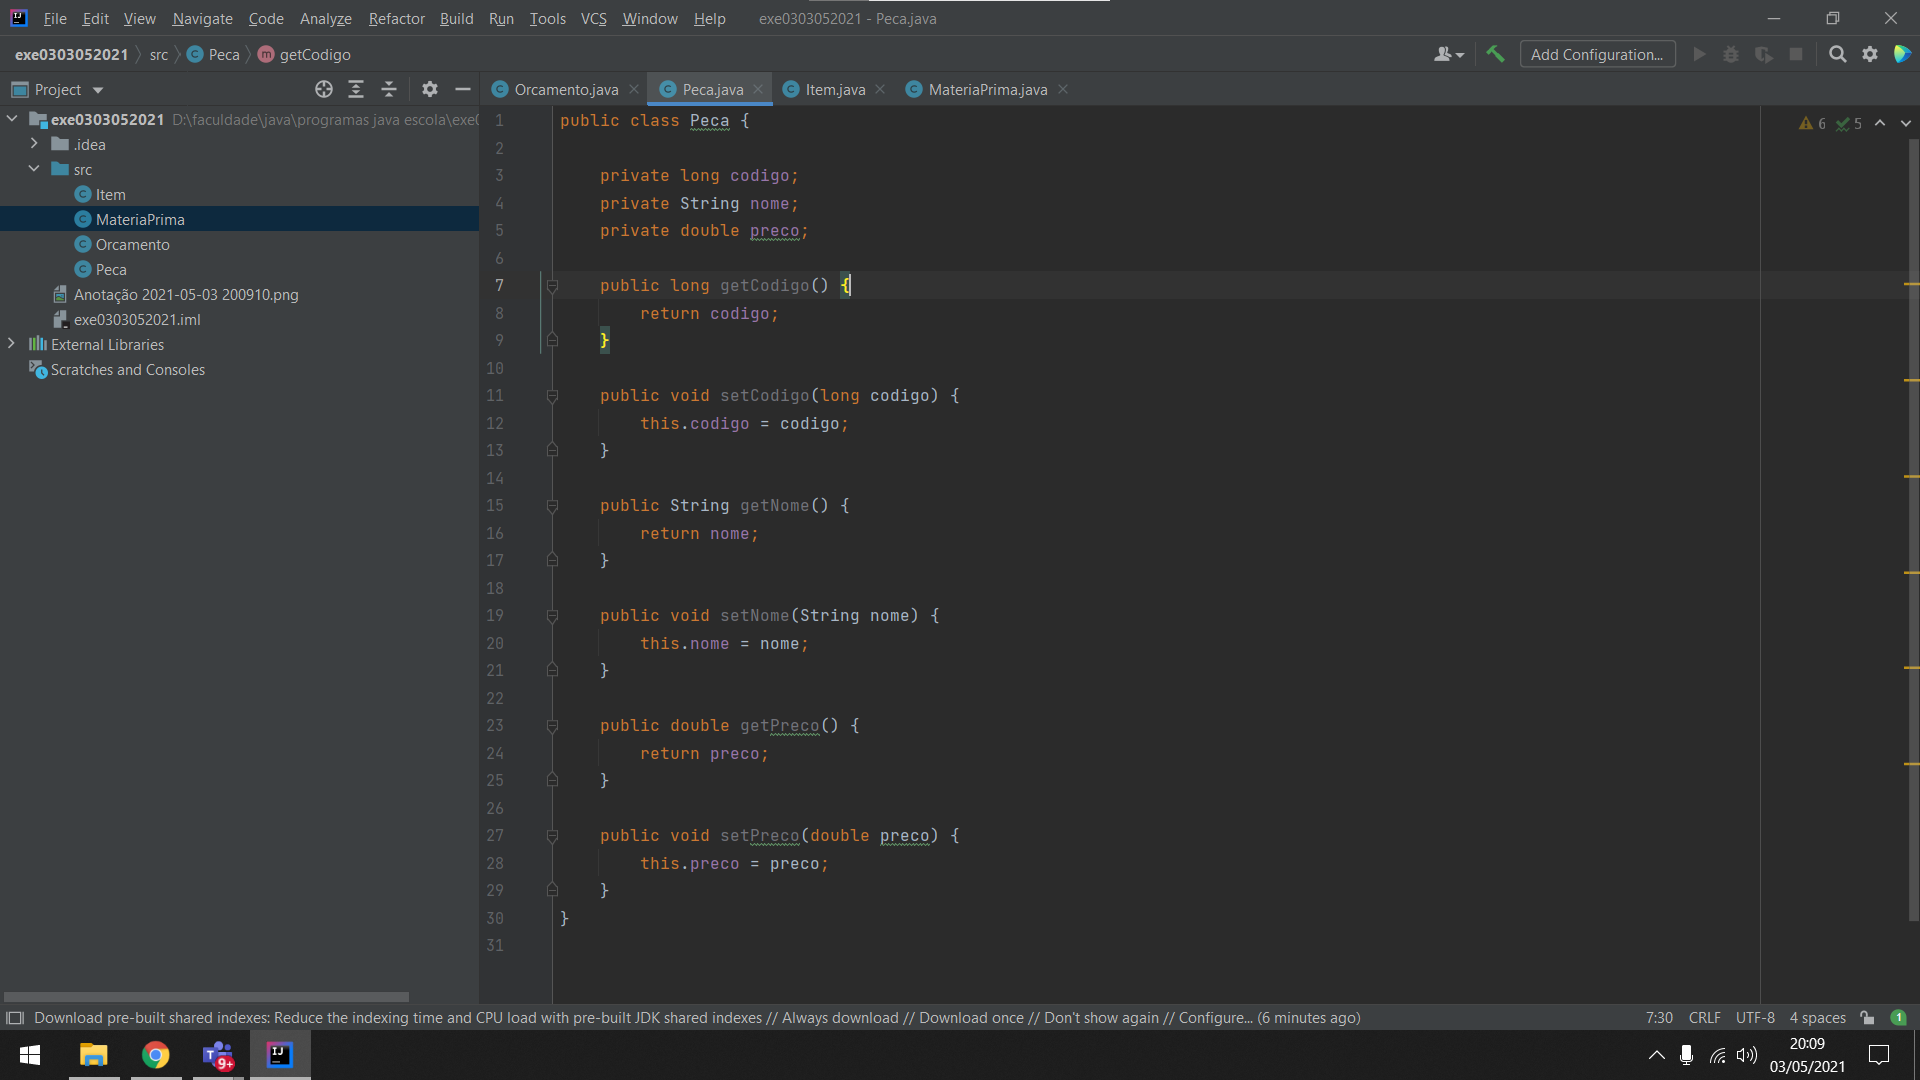 File Edit View Navigate Code Analyze Refactor Build Run Tools VCS Window Help exe0303052021 - Peca.java
exe0303052021 src Peca getCodigo Add Configuration...
Project
Orcamento.java Peca.java Item.java MateriaPrima.java
exe0303052021 D:\faculdade\java\programas java escola\exe0
.idea
src
Item
MateriaPrima
Orcamento
Peca
Anotação 2021-05-03 200910.png
exe0303052021.iml
External Libraries
Scratches and Consoles
6 5
1 public class Peca {
2
3 private long codigo;
4 private String nome;
5 private double preco;
6
7 public long getCodigo() {
8 return codigo;
9 }
10
11 public void setCodigo(long codigo) {
12 this.codigo = codigo;
13 }
14
15 public String getNome() {
16 return nome;
17 }
18
19 public void setNome(String nome) {
20 this.nome = nome;
21 }
22
23 public double getPreco() {
24 return preco;
25 }
26
27 public void setPreco(double preco) {
28 this.preco = preco;
29 }
30 }
31
Download pre-built shared indexes: Reduce the indexing time and CPU load with pre-built JDK shared indexes // Always download // Download once // Don't show again // Configure... (6 minutes ago) 7:30 CRLF UTF-8 4 spaces 1
9+
20:09
03/05/2021